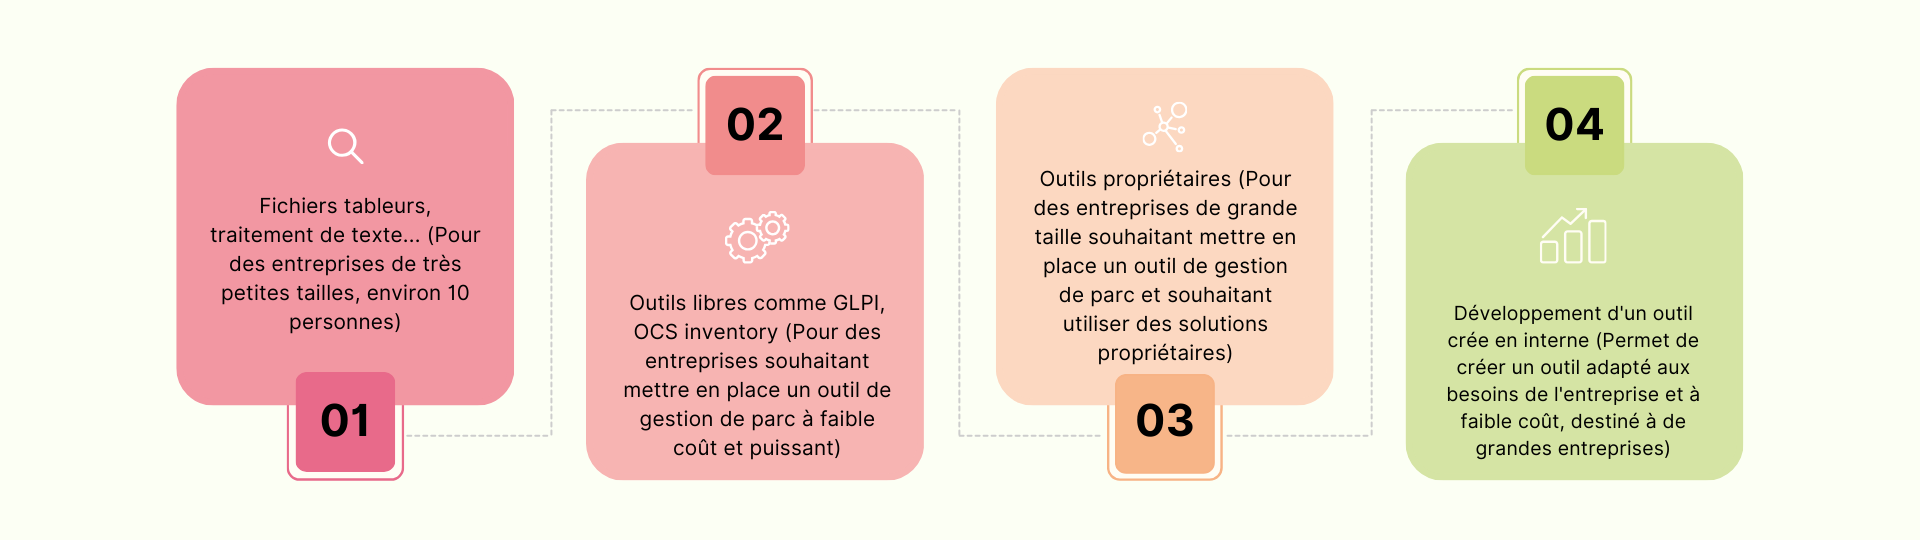 Fichiers tableurs,
traitement de texte... (Pour
des entreprises de très
petites tailles, environ 10
personnes)
01
02
Outils libres comme GLPI,
OCS inventory (Pour des
entreprises souhaitant
mettre en place un outil de
gestion de parc à faible
coût et puissant)
Outils propriétaires (Pour
des entreprises de grande
taille souhaitant mettre en
place un outil de gestion
de parc et souhaitant
utiliser des solutions
propriétaires)
03
04
Développement d'un outil
crée en interne (Permet de
créer un outil adapté aux
besoins de l'entreprise et à
faible coût, destiné à de
grandes entreprises)